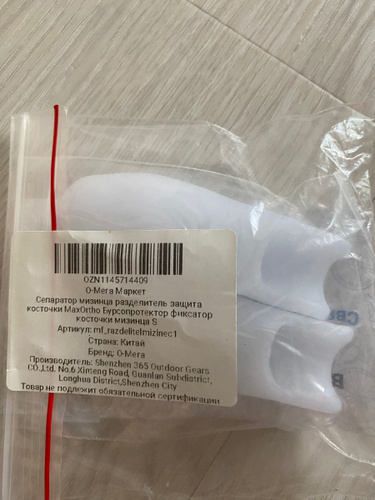 OZN1145714409
О-Мега Маркет
Сепаратор мизинца разделитель защита
косточки MaxOrtho Бурсопротектор фиксатор
косточки мизинца S
Артикул: mf_razdelitelmizinec1
Страна: Китай
Бренд: О-Мега
Производитель: Shenzhen 365 Outdoor Gears
CO.,Ltd. No.6 Ximeng Road, Guanlan Subdistrict,
Longhua District,Shenzhen City
Товар не подлежит обязательной сертификации